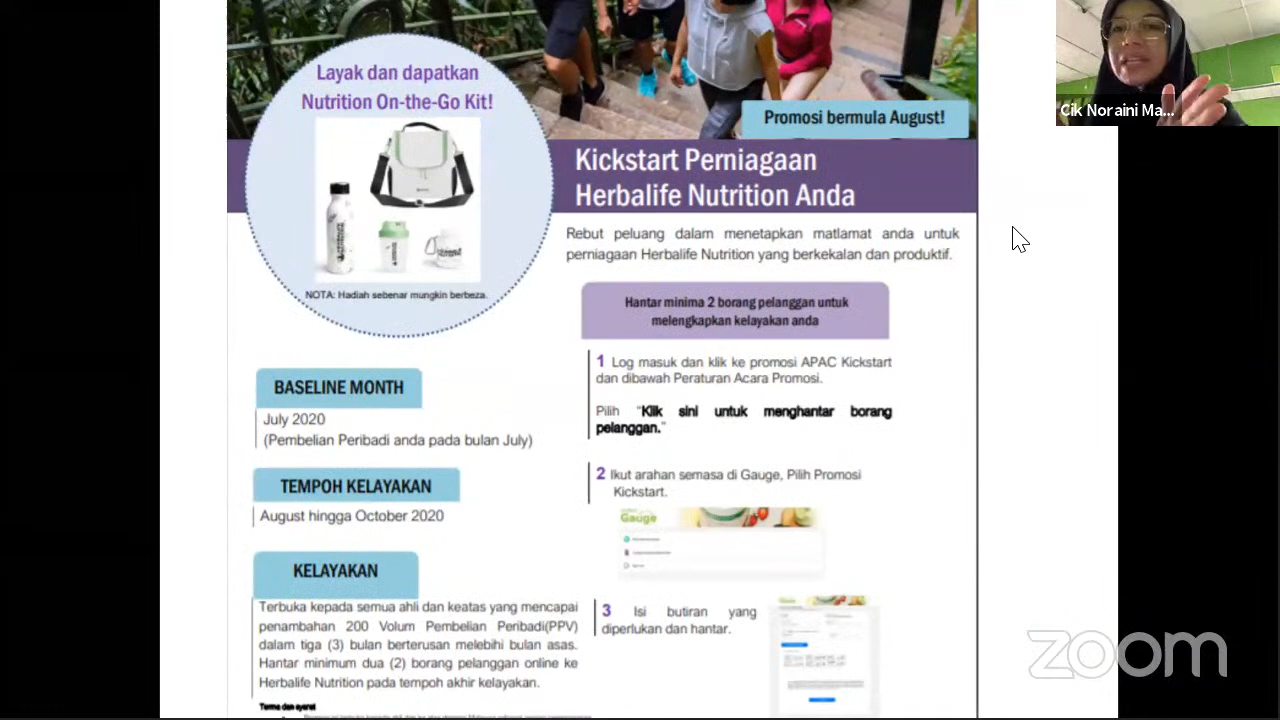 Layak dan dapatkan
Nutrition On-the-Go Kit!
NOTA: Hadiah sebenar mungkin berbeza.
Promosi bermula August!
Kickstart Perniagaan
Herbalife Nutrition Anda
Rebut peluang dalam menetapkan matlamat anda untuk
perniagaan Herbalife Nutrition yang berkekalan dan produktif.
Hantar minima 2 borang pelanggan untuk
melengkapkan kelayakan anda
BASELINE MONTH
July 2020
(Pembelian Peribadi anda pada bulan July)
TEMPOH KELAYAKAN
August hingga October 2020
KELAYAKAN
Terbuka kepada semua ahli dan keatas yang mencapai
penambahan 200 Volum Pembelian Peribadi(PPV)
dalam tiga (3) bulan berterusan melebihi bulan asas.
Hantar minimum dua (2) borang pelanggan online ke
Herbalife Nutrition pada tempoh akhir kelayakan.
Terma dan syarat
1 Log masuk dan klik ke promosi APAC Kickstart
dan dibawah Peraturan Acara Promosi.
Pilih "Klik sini untuk menghantar borang
pelanggan."
2 Ikut arahan semasa di Gauge, Pilih Promosi
Kickstart.
Gauge
3 Isi butiran yang
diperlukan dan hantar.
Cik Noraini Ma...
zoom